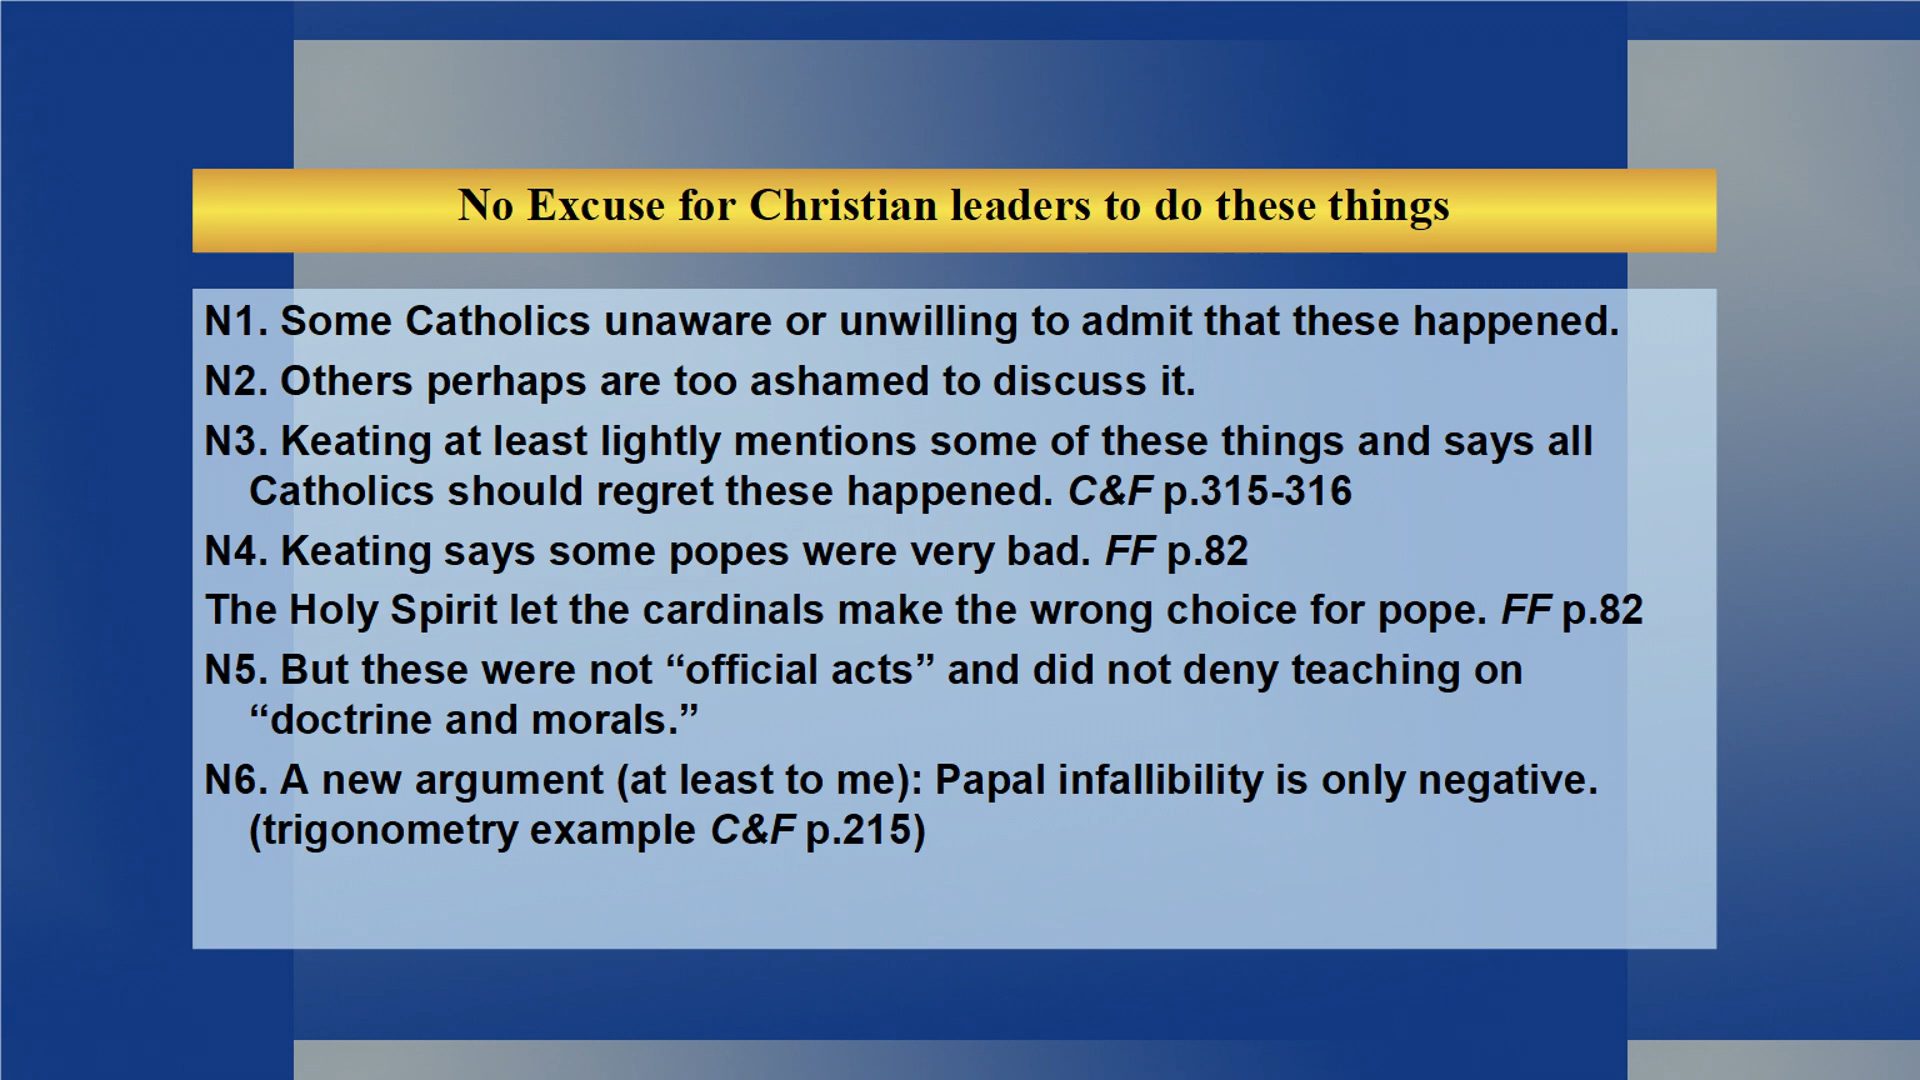 No Excuse for Christian leaders to do these things
N1. Some Catholics unaware or unwilling to admit that these happened.
N2. Others perhaps are too ashamed to discuss it.
N3. Keating at least lightly mentions some of these things and says all
Catholics should regret these happened. C&F p.315-316
N4. Keating says some popes were very bad. FF p.82
The Holy Spirit let the cardinals make the wrong choice for pope. FF p.82
N5. But these were not “official acts” and did not deny teaching on
“doctrine and morals.”
N6. A new argument (at least to me): Papal infallibility is only negative.
(trigonometry example C&F p.215)